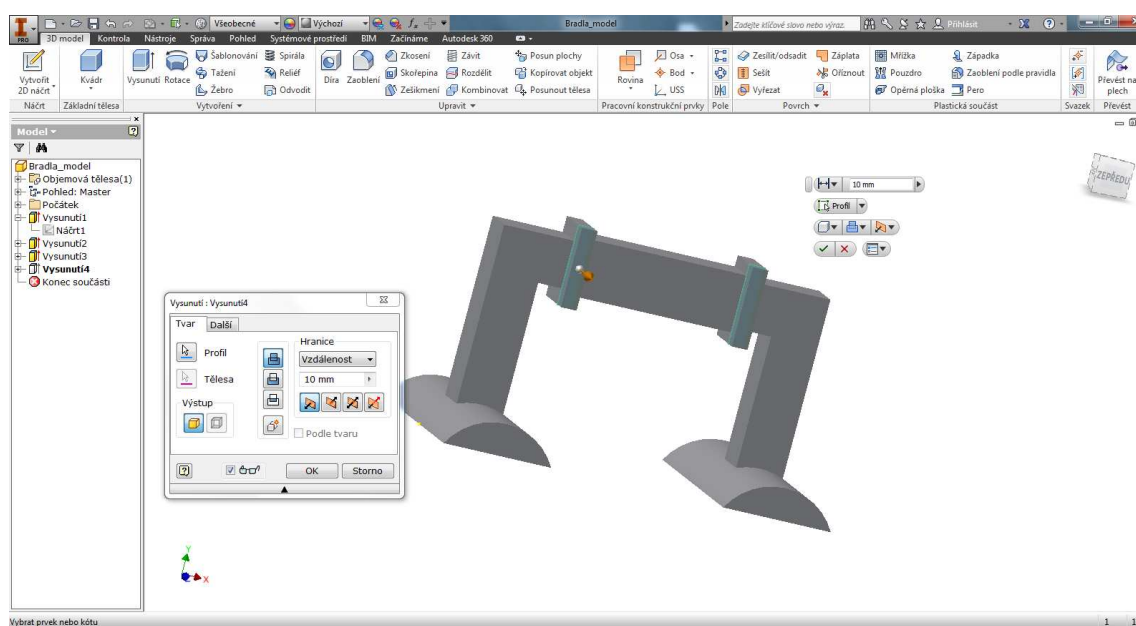 PRO
Všeobecné
Výchozí
Bradla_model
Zadejte klíčové slovo nebo výraz.
Přihlásit
3D model Kontrola Nástroje Správa Pohled Systémové prostředí BIM Začínáme Autodesk 360
Vytvořit
2D náčrt
Kvádr
Vysunutí Rotace
Šablonování
Tažení
Žebro
Spirála
Reliéf
Odvodit
Díra Zaoblení
Zkosení
Skořepina
Zešikmení
Závit
Rozdělit
Kombinovat
Posun plochy
Kopírovat objekt
Posunout tělesa
Rovina
Osa
Bod
USS
Zesílit/odsadit
Sešít
Vyřezat
Záplata
Oříznout
Mřížka
Pouzdro
Opěrná ploška
Západka
Zaoblení podle pravidla
Pero
Převést na
plech
Náčrt Základní tělesa Vytvoření Upravit Pracovní konstrukční prvky Pole Povrch Plastická součást Svazek Převést
Model
Bradla_model
Objemová tělesa(1)
Pohled: Master
Počátek
Vysunutí1
Náčrt1
Vysunutí2
Vysunutí3
Vysunutí4
Konec součásti
10 mm
Profil
ZEPŘEDU
Vysunutí : Vysunutí4
Tvar Další
Profil
Tělesa
Výstup
Hranice
Vzdálenost
10 mm
Podle tvaru
OK Storno
Y
X
Vybrat prvek nebo kótu
1 1